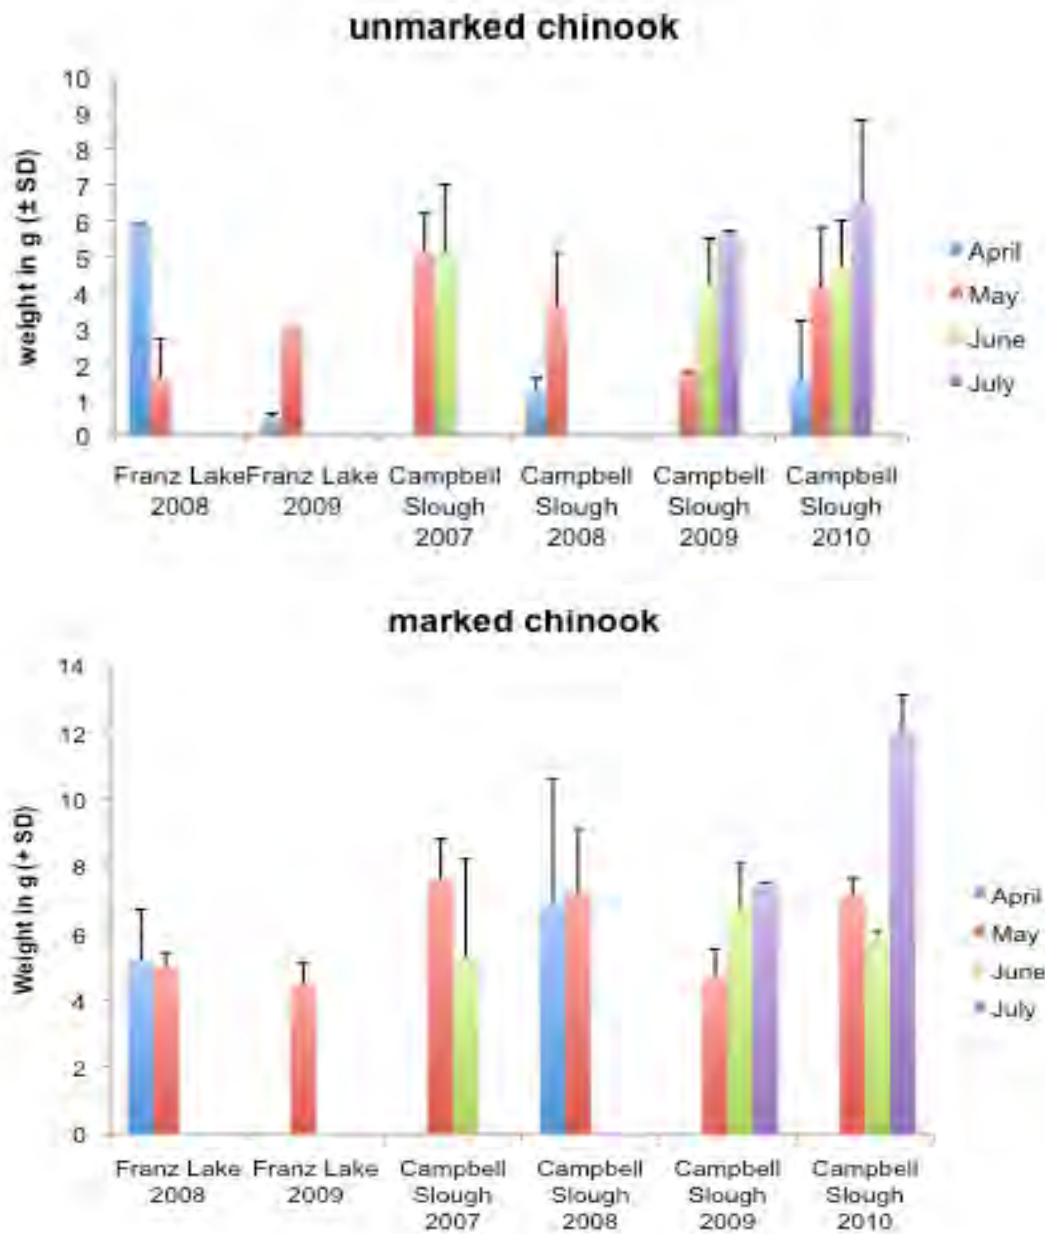 unmarked chinook
10
9
8
7
6
5
4
3
2
1
0
weight in g (± SD)
April
May
June
July
Franz Lake Franz Lake Campbell Campbell Campbell Campbell
2008 2009 Slough Slough Slough Slough
2007 2008 2009 2010
marked chinook
14
12
10
8
6
4
2
0
Weight in g (+ SD)
April
May
June
July
Franz Lake Franz Lake Campbell Campbell Campbell Campbell
2008 2009 Slough Slough Slough Slough
2007 2008 2009 2010